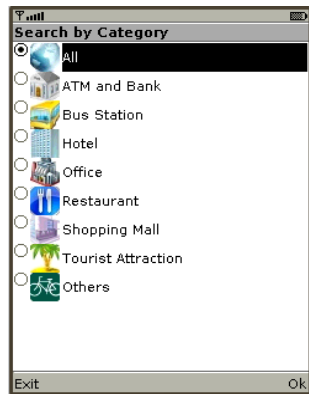 Search by Category
All
ATM and Bank
Bus Station
Hotel
Office
Restaurant
Shopping Mall
Tourist Attraction
Others
Exit Ok